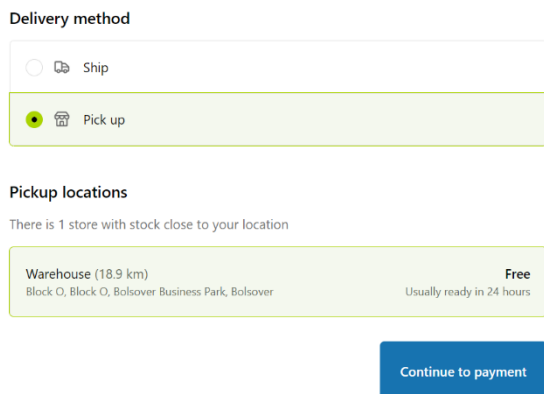 Delivery method
Ship
Pick up
Pickup locations
There is 1 store with stock close to your location
Warehouse (18.9 km) Free
Block O, Block O, Bolsover Business Park, Bolsover Usually ready in 24 hours
Continue to payment